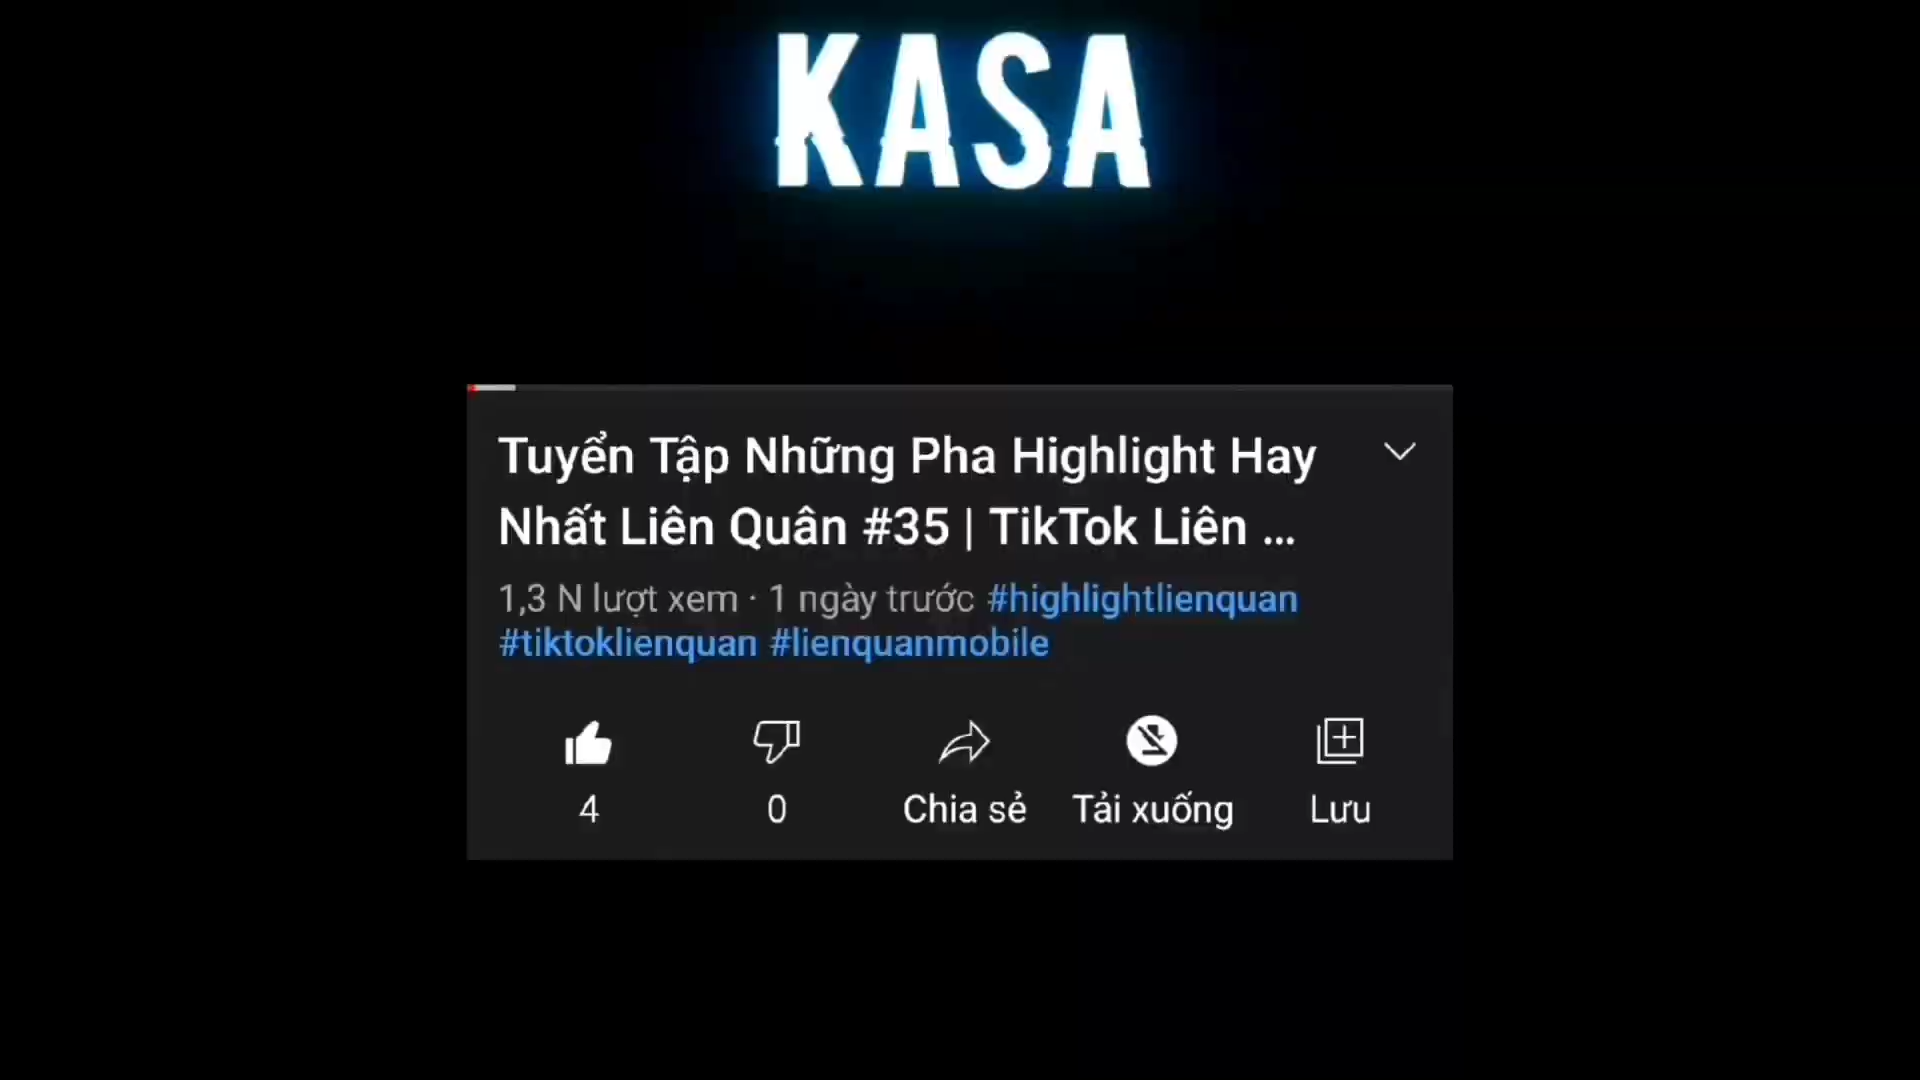 KASA
Tuyển Tập Những Pha Highlight Hay
Nhất Liên Quân #35 | TikTok Liên ...
1,3 N lượt xem · 1 ngày trước #highlightlienquan
#tiktoklienquan #lienquanmobile
4 0 Chia sẻ Tải xuống Lưu